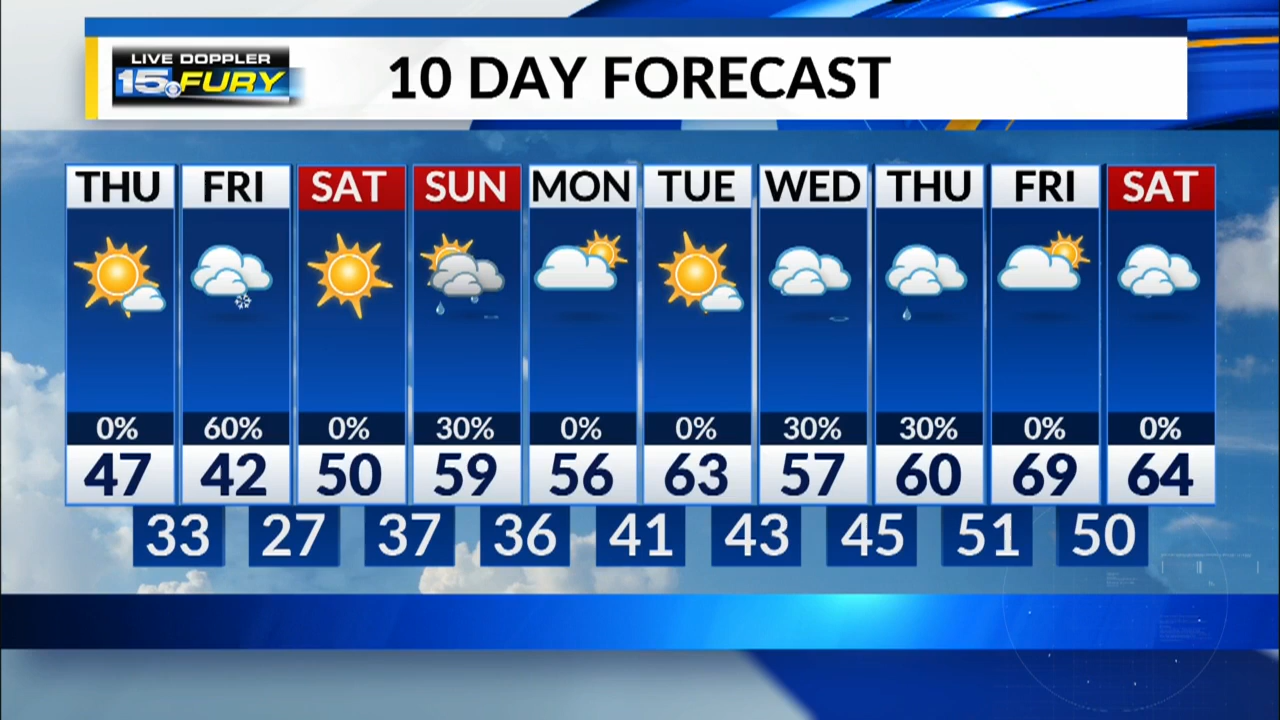 LIVE DOPPLER
15 FURY
10 DAY FORECAST
THU FRI SAT SUN MON TUE WED THU FRI SAT
0% 60% 0% 30% 0% 0% 30% 30% 0% 0%
47 42 50 59 56 63 57 60 69 64
33 27 37 36 41 43 45 51 50